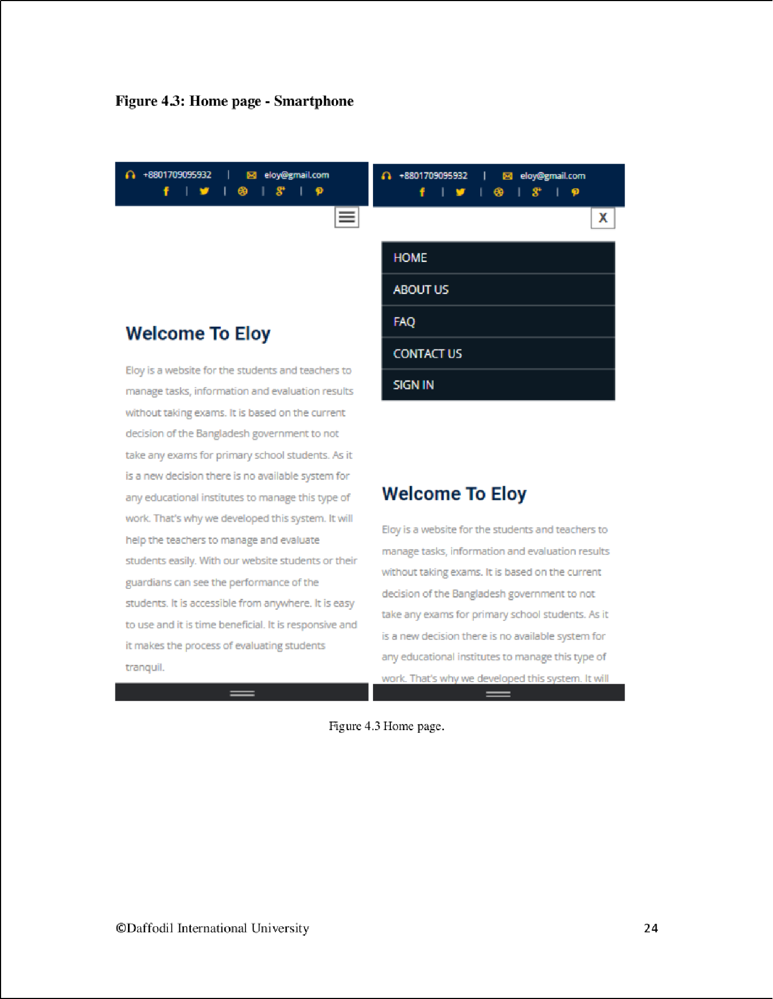 Figure 4.3: Home page - Smartphone
+8801709095932 | eloy@gmail.com
f | | | g+ |
Welcome To Eloy
Eloy is a website for the students and teachers to
manage tasks, information and evaluation results
without taking exams. It is based on the current
decision of the Bangladesh government to not
take any exams for primary school students. As it
is a new decision there is no available system for
any educational institutes to manage this type of
work. That's why we developed this system. It will
help the teachers to manage and evaluate
students easily. With our website students or their
guardians can see the performance of the
students. It is accessible from anywhere. It is easy
to use and it is time beneficial. It is responsive and
it makes the process of evaluating students
tranquil.
+8801709095932 | eloy@gmail.com
f | | | g+ |
X
HOME
ABOUT US
FAQ
CONTACT US
SIGN IN
Welcome To Eloy
Eloy is a website for the students and teachers to
manage tasks, information and evaluation results
without taking exams. It is based on the current
decision of the Bangladesh government to not
take any exams for primary school students. As it
is a new decision there is no available system for
any educational institutes to manage this type of
work. That's why we developed this system. It will
Figure 4.3 Home page.
©Daffodil International University 24